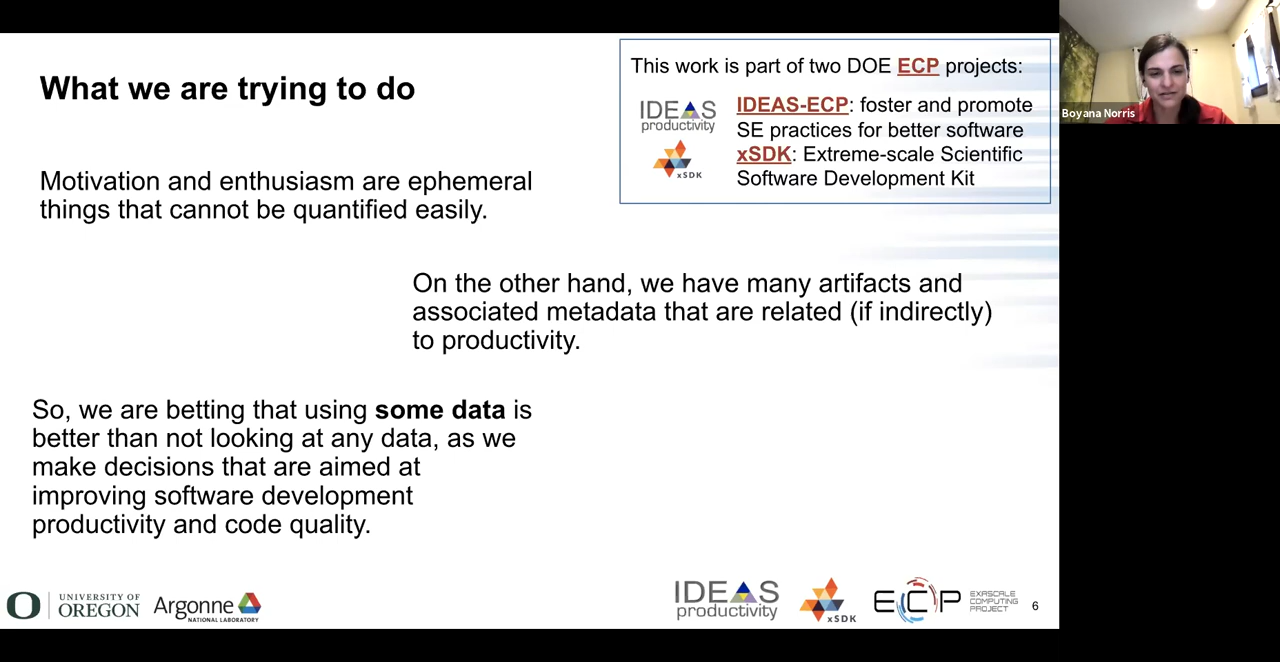 What we are trying to do
This work is part of two DOE ECP projects:
IDEAS
productivity
IDEAS-ECP: foster and promote
SE practices for better software
xSDK
xSDK: Extreme-scale Scientific
Software Development Kit
Boyana Norris
Motivation and enthusiasm are ephemeral
things that cannot be quantified easily.
On the other hand, we have many artifacts and
associated metadata that are related (if indirectly)
to productivity.
So, we are betting that using some data is
better than not looking at any data, as we
make decisions that are aimed at
improving software development
productivity and code quality.
O
UNIVERSITY OF
OREGON
Argonne
NATIONAL LABORATORY
IDEAS
productivity
xSDK
ECP
EXASCALE
COMPUTING
PROJECT
6